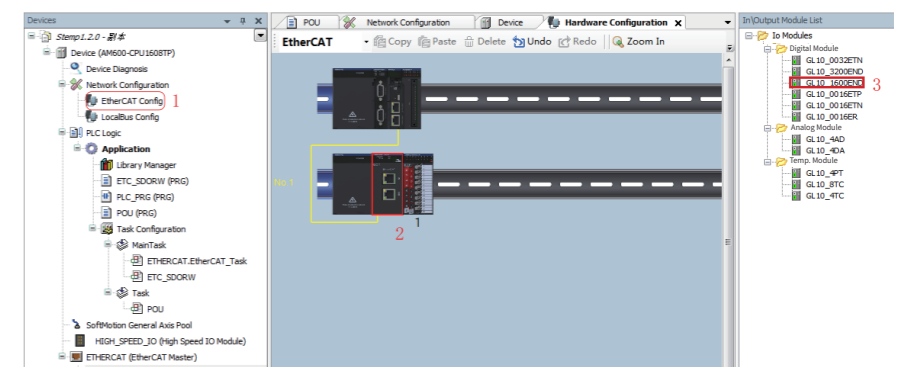 Devices
Stemp1.2.0 - 副本
Device (AM600-CPU1608TP)
Device Diagnosis
Network Configuration
EtherCAT Config 1
LocalBus Config
PLC Logic
Application
Library Manager
ETC_SDORW (PRG)
PLC_PRG (PRG)
POU (PRG)
Task Configuration
MainTask
ETHERCAT.EtherCAT_Task
ETC_SDORW
Task
POU
SoftMotion General Axis Pool
HIGH_SPEED_IO (High Speed IO Module)
ETHERCAT (EtherCAT Master)
POU Network Configuration Device Hardware Configuration
EtherCAT Copy Paste Delete Undo Redo Zoom In
No 1
2
1
In\Output Module List
Io Modules
Digital Module
GL10_0032ETN
GL10_3200END
GL10_1600END 3
GL10_0016ETP
GL10_0016ETN
GL10_0016ER
Analog Module
GL10_4AD
GL10_4DA
Temp. Module
GL10_4PT
GL10_8TC
GL10_4TC